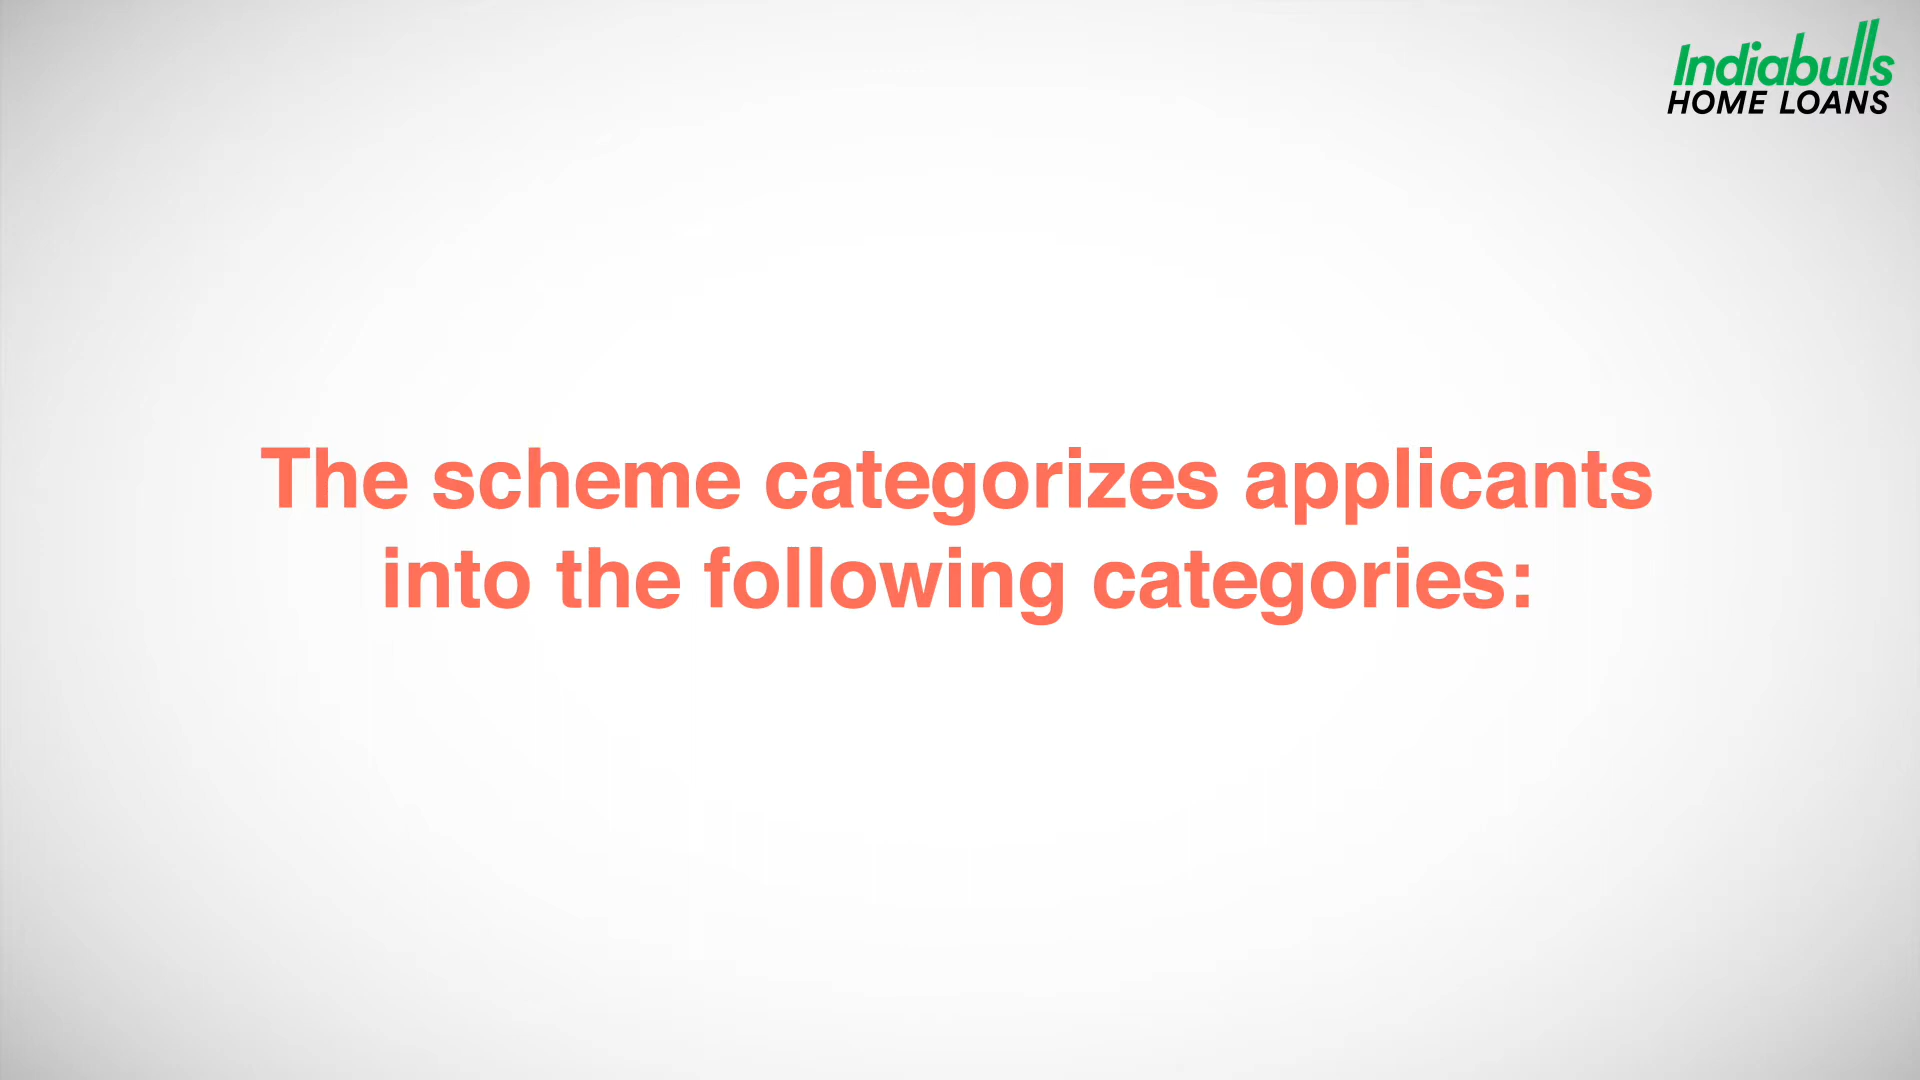 Indiabulls
HOME LOANS
The scheme categorizes applicants
into the following categories: